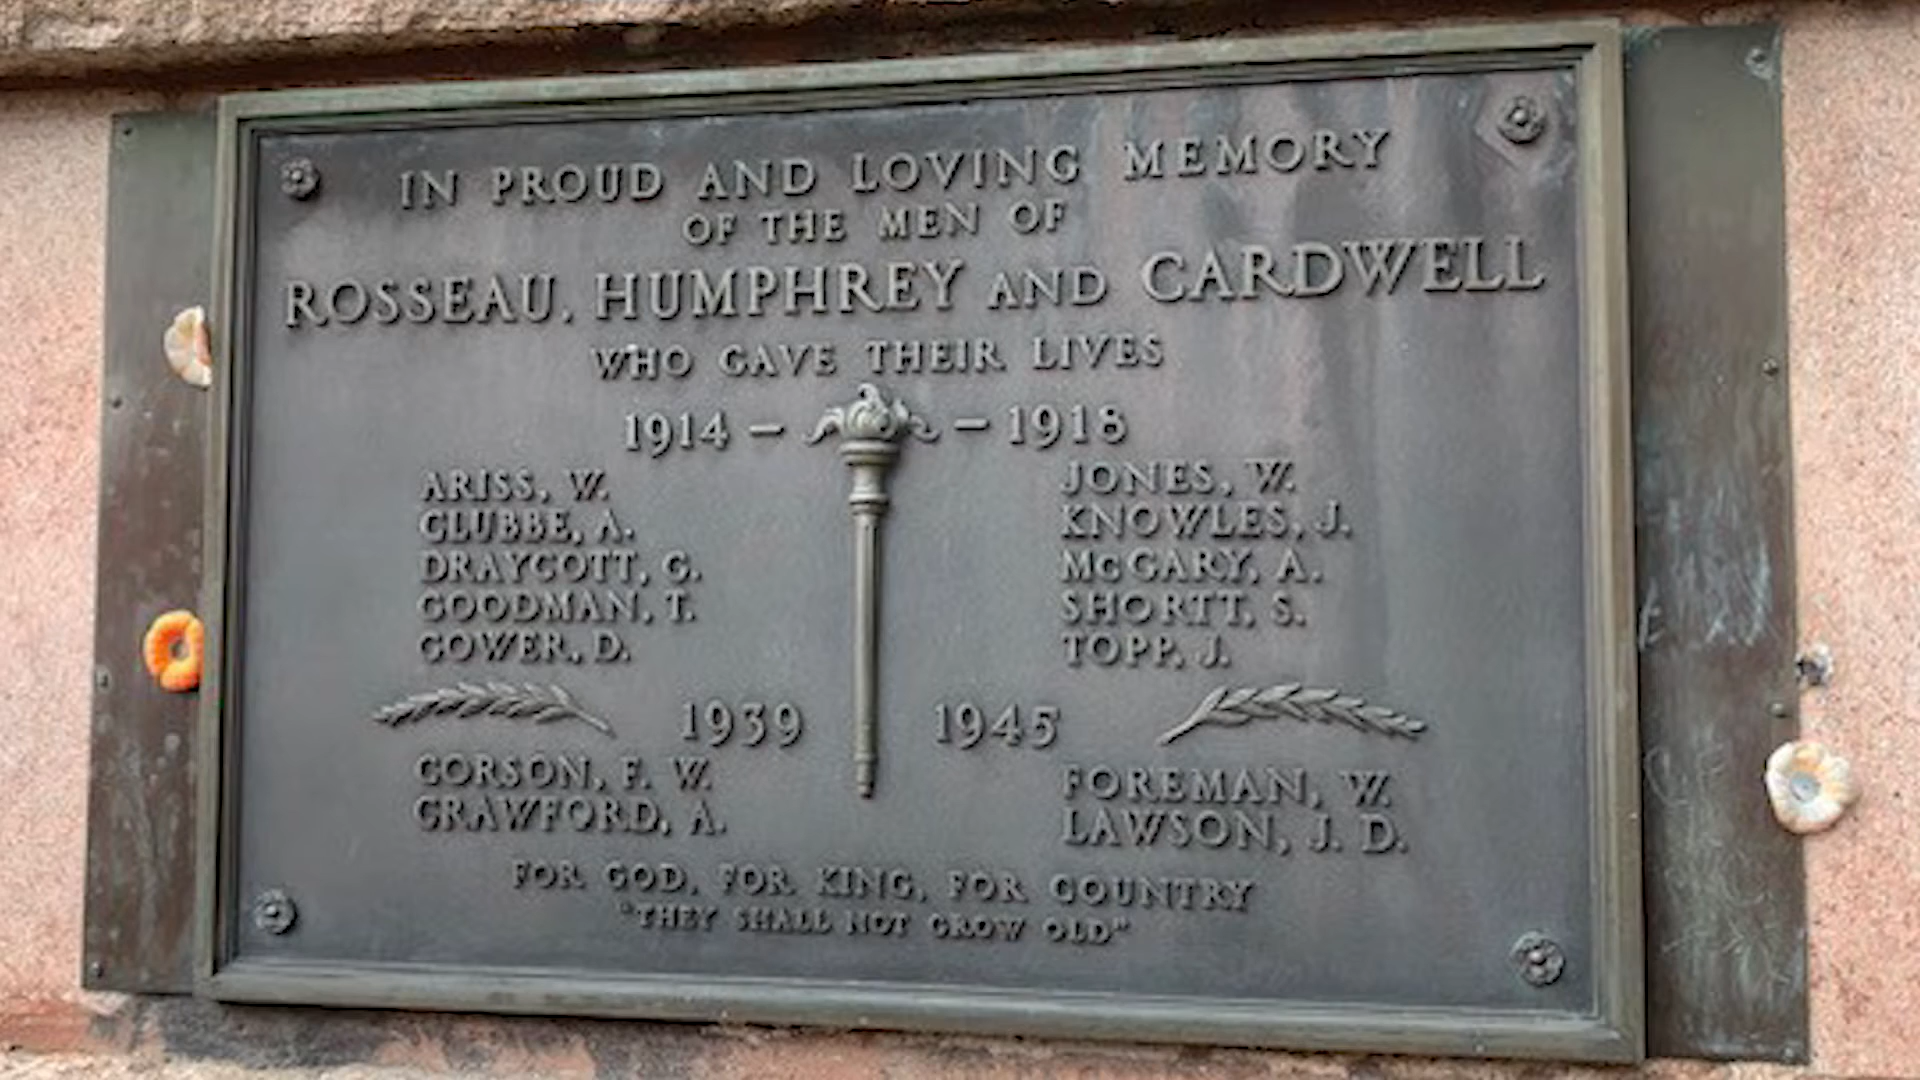 IN PROUD AND LOVING MEMORY
OF THE MEN OF
ROSSEAU, HUMPHREY AND CARDWELL
WHO GAVE THEIR LIVES
1914 – – 1918
ARISS, W.
CLUBBE, A.
DRAYCOTT, G.
GOODMAN, T.
GOWER, D.
JONES, W.
KNOWLES, J.
McGARY, A.
SHORTT, S.
TOPP, J.
1939 1945
CORSON, F. W.
CRAWFORD, A.
FOREMAN, W.
LAWSON, J. D.
FOR GOD, FOR KING, FOR COUNTRY
"THEY SHALL NOT GROW OLD"